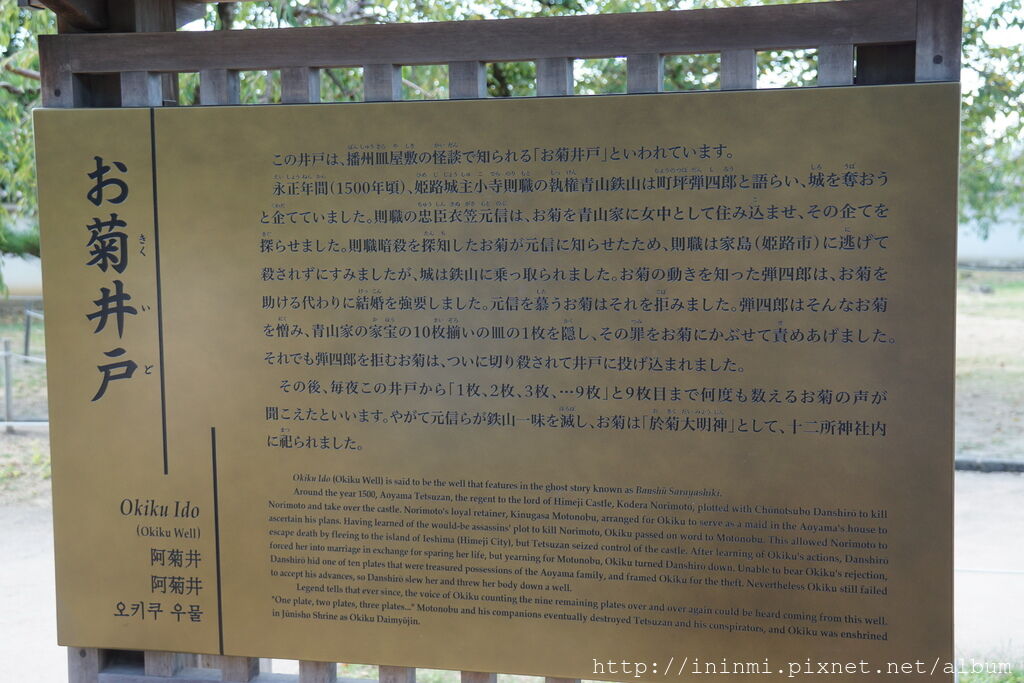 お菊井戸
きく い ど
Okiku Ido
(Okiku Well)
阿菊井
阿菊井
오키쿠 우물
この井戸は、播州皿屋敷の怪談で知られる「お菊井戸」といわれています。
永正年間(1500年頃)、姫路城主小寺則職の執権青山鉄山は町坪弾四郎と語らい、城を奪おう
と企てていました。則職の忠臣衣笠元信は、お菊を青山家に女中として住み込ませ、その企てを
探らせました。則職暗殺を探知したお菊が元信に知らせたため、則職は家島(姫路市)に逃げて
殺されずにすみましたが、城は鉄山に乗っ取られました。お菊の動きを知った弾四郎は、お菊を
助ける代わりに結婚を強要しました。元信を慕うお菊はそれを拒みました。弾四郎はそんなお菊
を憎み、青山家の家宝の10枚揃いの皿の1枚を隠し、その罪をお菊にかぶせて責めあげました。
それでも弾四郎を拒むお菊は、ついに切り殺されて井戸に投げ込まれました。
その後、毎夜この井戸から「1枚、2枚、3枚、…9枚」と9枚目まで何度も数えるお菊の声が
聞こえたといいます。やがて元信らが鉄山一味を滅し、お菊は「於菊大明神」として、十二所神社内
に祀られました。
Okiku Ido (Okiku Well) is said to be the well that features in the ghost story known as Banshū Sarayashiki.
Around the year 1500, Aoyama Tetsuzan, the regent to the lord of Himeji Castle, Kodera Norimoto, plotted with Chonotsubo Danshirō to kill
Norimoto and take over the castle. Norimoto's loyal retainer, Kinugasa Motonobu, arranged for Okiku to serve as a maid in the Aoyama's house to
ascertain his plans. Having learned of the would-be assassins' plot to kill Norimoto, Okiku passed on word to Motonobu. This allowed Norimoto to
escape death by fleeing to the island of Ieshima (Himeji City), but Tetsuzan seized control of the castle. After learning of Okiku's actions, Danshirō
forced her into marriage in exchange for sparing her life, but yearning for Motonobu, Okiku turned Danshiro down. Unable to bear Okiku's rejection,
Danshirō hid one of ten plates that were treasured possessions of the Aoyama family, and framed Okiku for the theft. Nevertheless Okiku still failed
to accept his advances, so Danshirō slew her and threw her body down a well.
Legend tells that ever since, the voice of Okiku counting the nine remaining plates over and over again could be heard coming from this well.
"One plate, two plates, three plates..." Motonobu and his companions eventually destroyed Tetsuzan and his conspirators, and Okiku was enshrined
in Jūnisho Shrine as Okiku Daimyōjin.
http://ininmi.pixnet.net/album